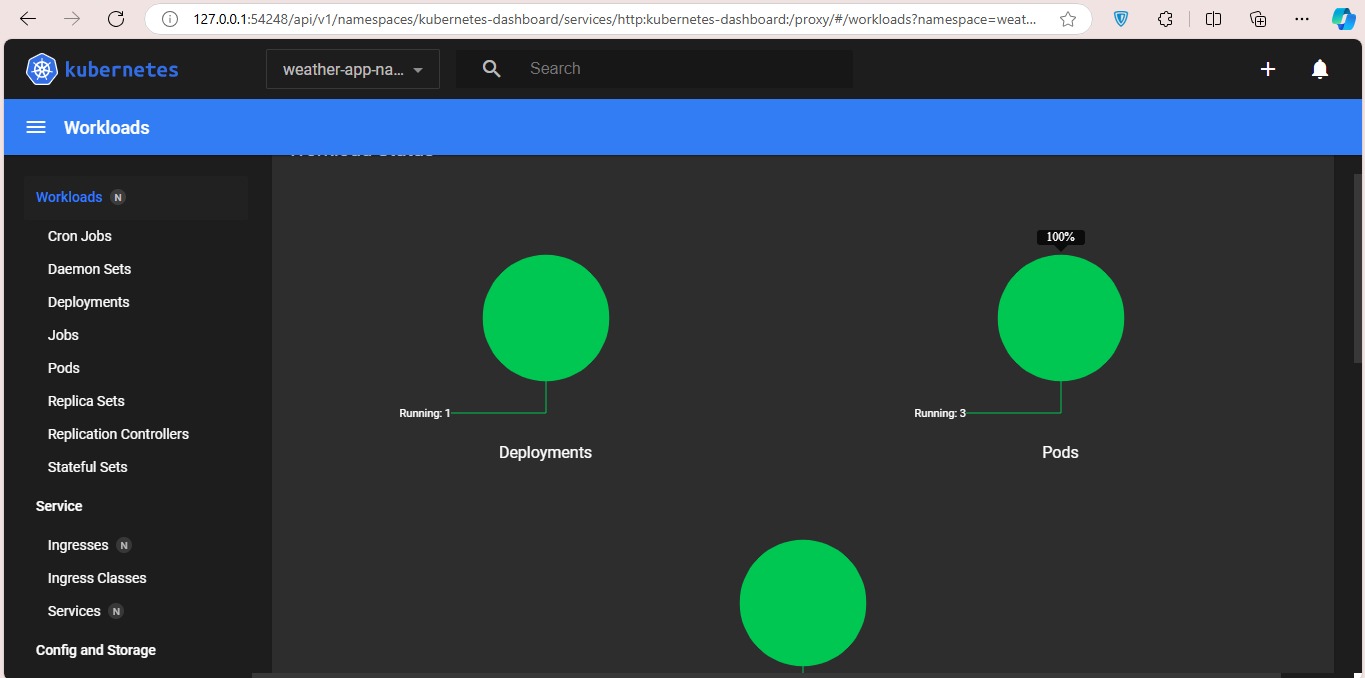 127.0.0.1:54248/api/v1/namespaces/kubernetes-dashboard/services/http:kubernetes-dashboard:/proxy/#/workloads?namespace=weat...
kubernetes
weather-app-na...
Search
Workloads
Workload Status
Workloads N
Cron Jobs
Daemon Sets
Deployments
Jobs
Pods
Replica Sets
Replication Controllers
Stateful Sets
Service
Ingresses N
Ingress Classes
Services N
Config and Storage
Running: 1
Deployments
100%
Running: 3
Pods